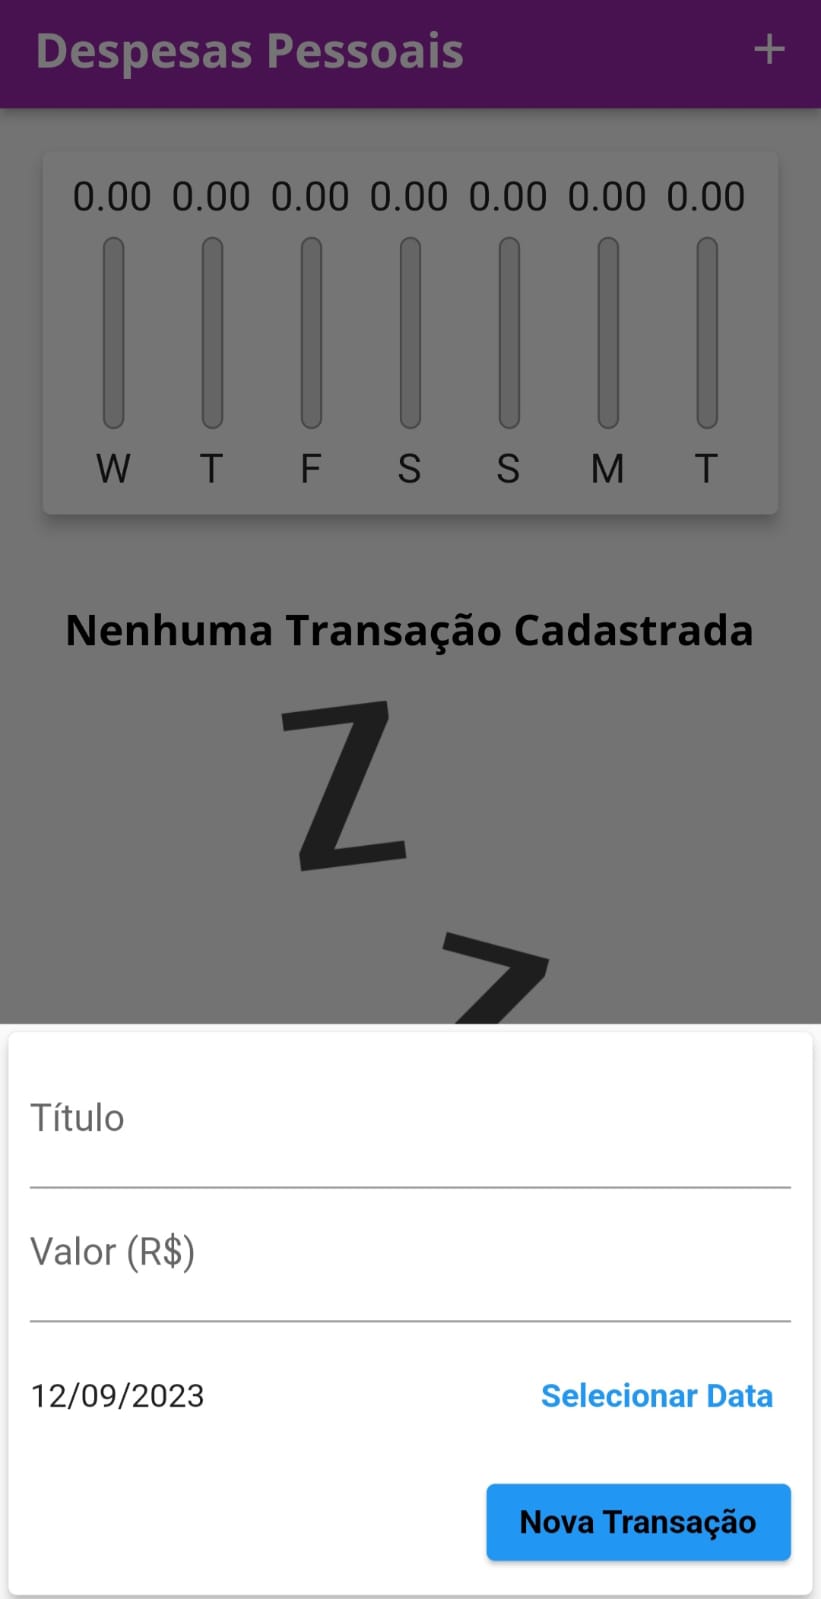 Despesas Pessoais +
0.00 0.00 0.00 0.00 0.00 0.00 0.00
W T F S S M T
Nenhuma Transação Cadastrada
Z
Z
Título
Valor (R$)
12/09/2023 Selecionar Data
Nova Transação